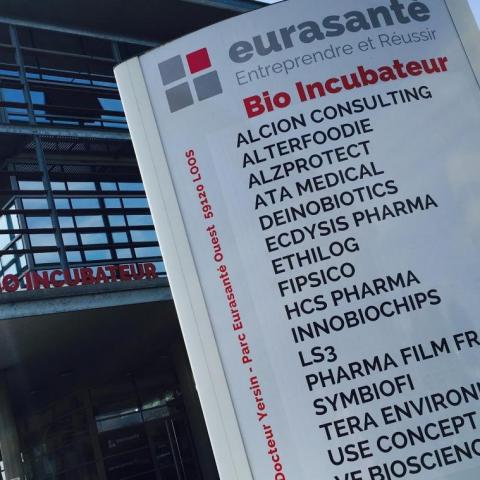 eurasanté
Entreprendre et Réussir
Bio Incubateur
ALCION CONSULTING
ALTERFOODIE
ALZPROTECT
ATA MEDICAL
DEINOBIOTICS
ECDYSIS PHARMA
ETHILOG
FIPSICO
HCS PHARMA
INNOBIOCHIPS
LS3
PHARMA FILM FR
SYMBIOFI
TERA ENVIRON
USE CONCEPT
VE BIOSCIENC
Docteur Yersin - Parc Eurasanté Ouest 59120 LOOS
O INCUBATEUR